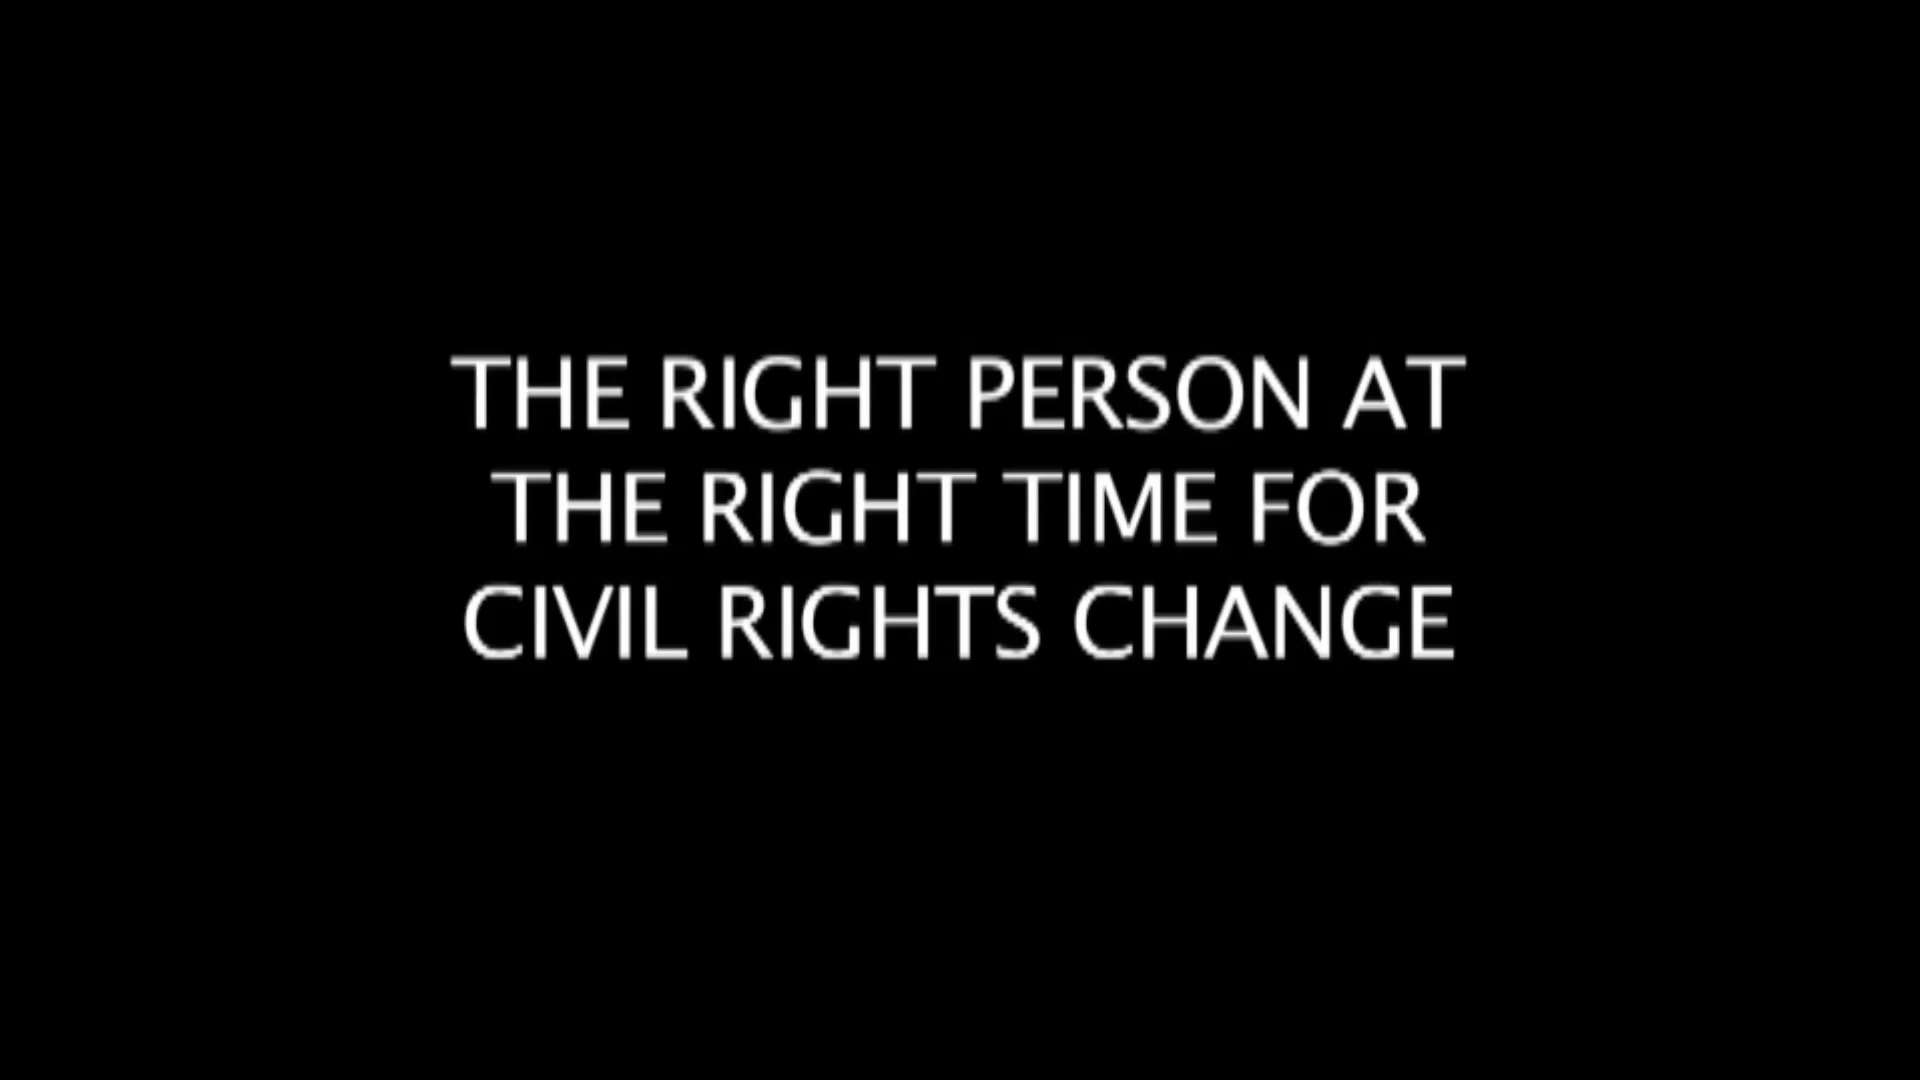 THE RIGHT PERSON AT
THE RIGHT TIME FOR
CIVIL RIGHTS CHANGE